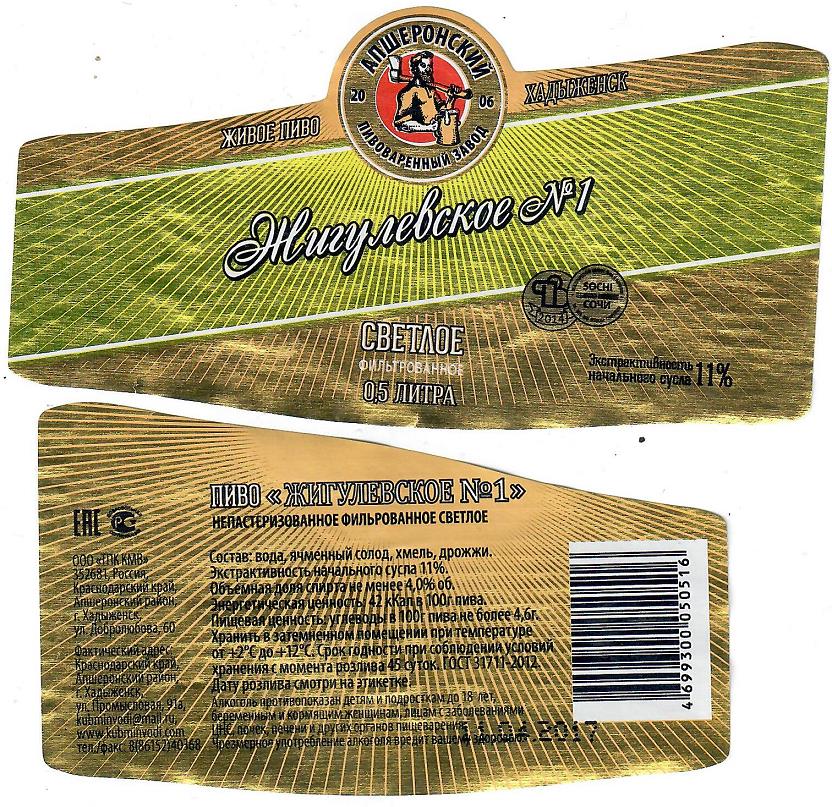 АПШЕРОНСКИЙ
20 06
ПИВОВАРЕННЫЙ ЗАВОД
ЖИВОЕ ПИВО
ХАДЫЖЕНСК
Жигулевское №1
SOCHI
СОЧИ
СВЕТЛОЕ
ФИЛЬТРОВАННОЕ
0,5 ЛИТРА
Экстрактивность
начального сусла 11%
ПИВО «ЖИГУЛЕВСКОЕ №1»
НЕПАСТЕРИЗОВАННОЕ ФИЛЬРОВАННОЕ СВЕТЛОЕ
EAC РС
ООО «ТПК КМВ»
352681, Россия,
Краснодарский край,
Апшеронский район,
г. Хадыженск,
ул. Добролюбова, 60
Фактический адрес:
Краснодарский край,
Апшеронский район,
г. Хадыженск,
ул. Промысловая, 91а,
kubminvodi@mail.ru,
www.kubminvodi.com
тел./факс: 8(86152)40368
Состав: вода, ячменный солод, хмель, дрожжи.
Экстрактивность начального сусла 11%.
Объемная доля спирта не менее 4,0% об.
Энергетическая ценность 42 кКал в 100г пива.
Пищевая ценность: углеводы в 100г пива не более 4,6г.
Хранить в затемненном помещении при температуре
от +2°С до +12°С. Срок годности при соблюдении условий
хранения с момента розлива 45 суток. ГОСТ 31711-2012.
Дату розлива смотри на этикетке.
Алкоголь противопоказан детям и подросткам до 18 лет,
беременным и кормящим женщинам, лицам с заболеваниями
ЦНС, почек, печени и других органов пищеварения.
Чрезмерное употребление алкоголя вредит вашему здоровью
2017
4 699300 050516